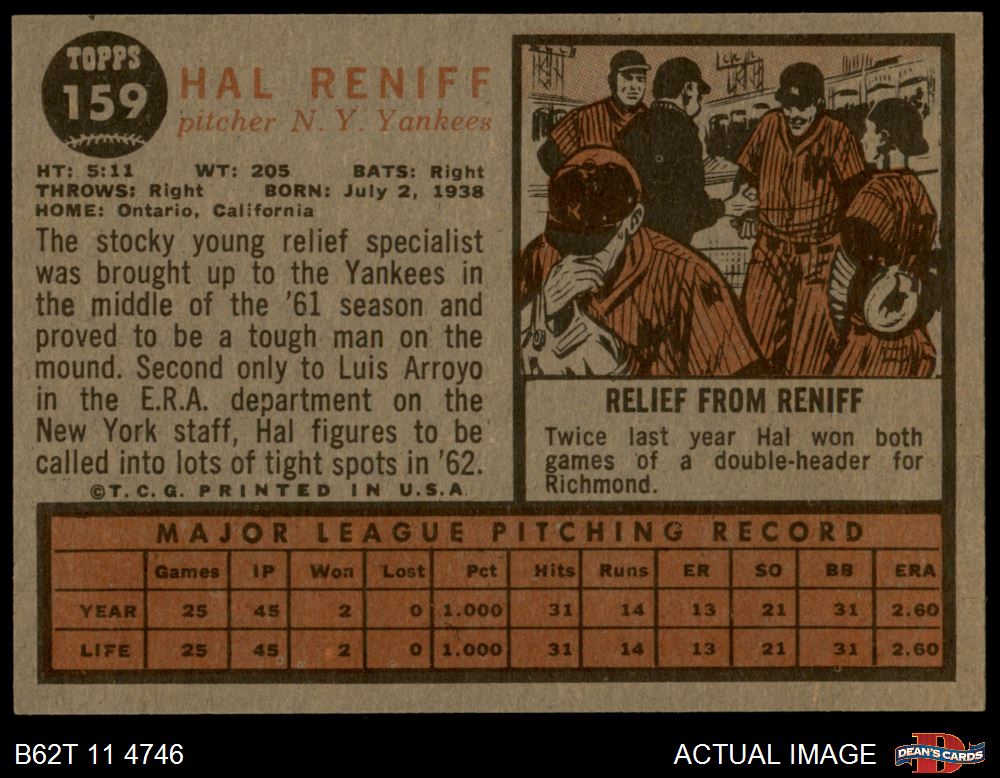 TOPPS
159
HAL RENIFF
pitcher N. Y. Yankees
HT: 5:11 WT: 205 BATS: Right
THROWS: Right BORN: July 2, 1938
HOME: Ontario, California
The stocky young relief specialist
was brought up to the Yankees in
the middle of the '61 season and
proved to be a tough man on the
mound. Second only to Luis Arroyo
in the E.R.A. department on the
New York staff, Hal figures to be
called into lots of tight spots in '62.
©T. C. G. PRINTED IN U.S.A.
RELIEF FROM RENIFF
Twice last year Hal won both
games of a double-header for
Richmond.
MAJOR LEAGUE PITCHING RECORD
Games IP Won Lost Pct Hits Runs ER SO BB ERA
YEAR 25 45 2 0 1.000 31 14 13 21 31 2.60
LIFE 25 45 2 0 1.000 31 14 13 21 31 2.60
B62T 11 4746 ACTUAL IMAGE DEAN'S CARDS